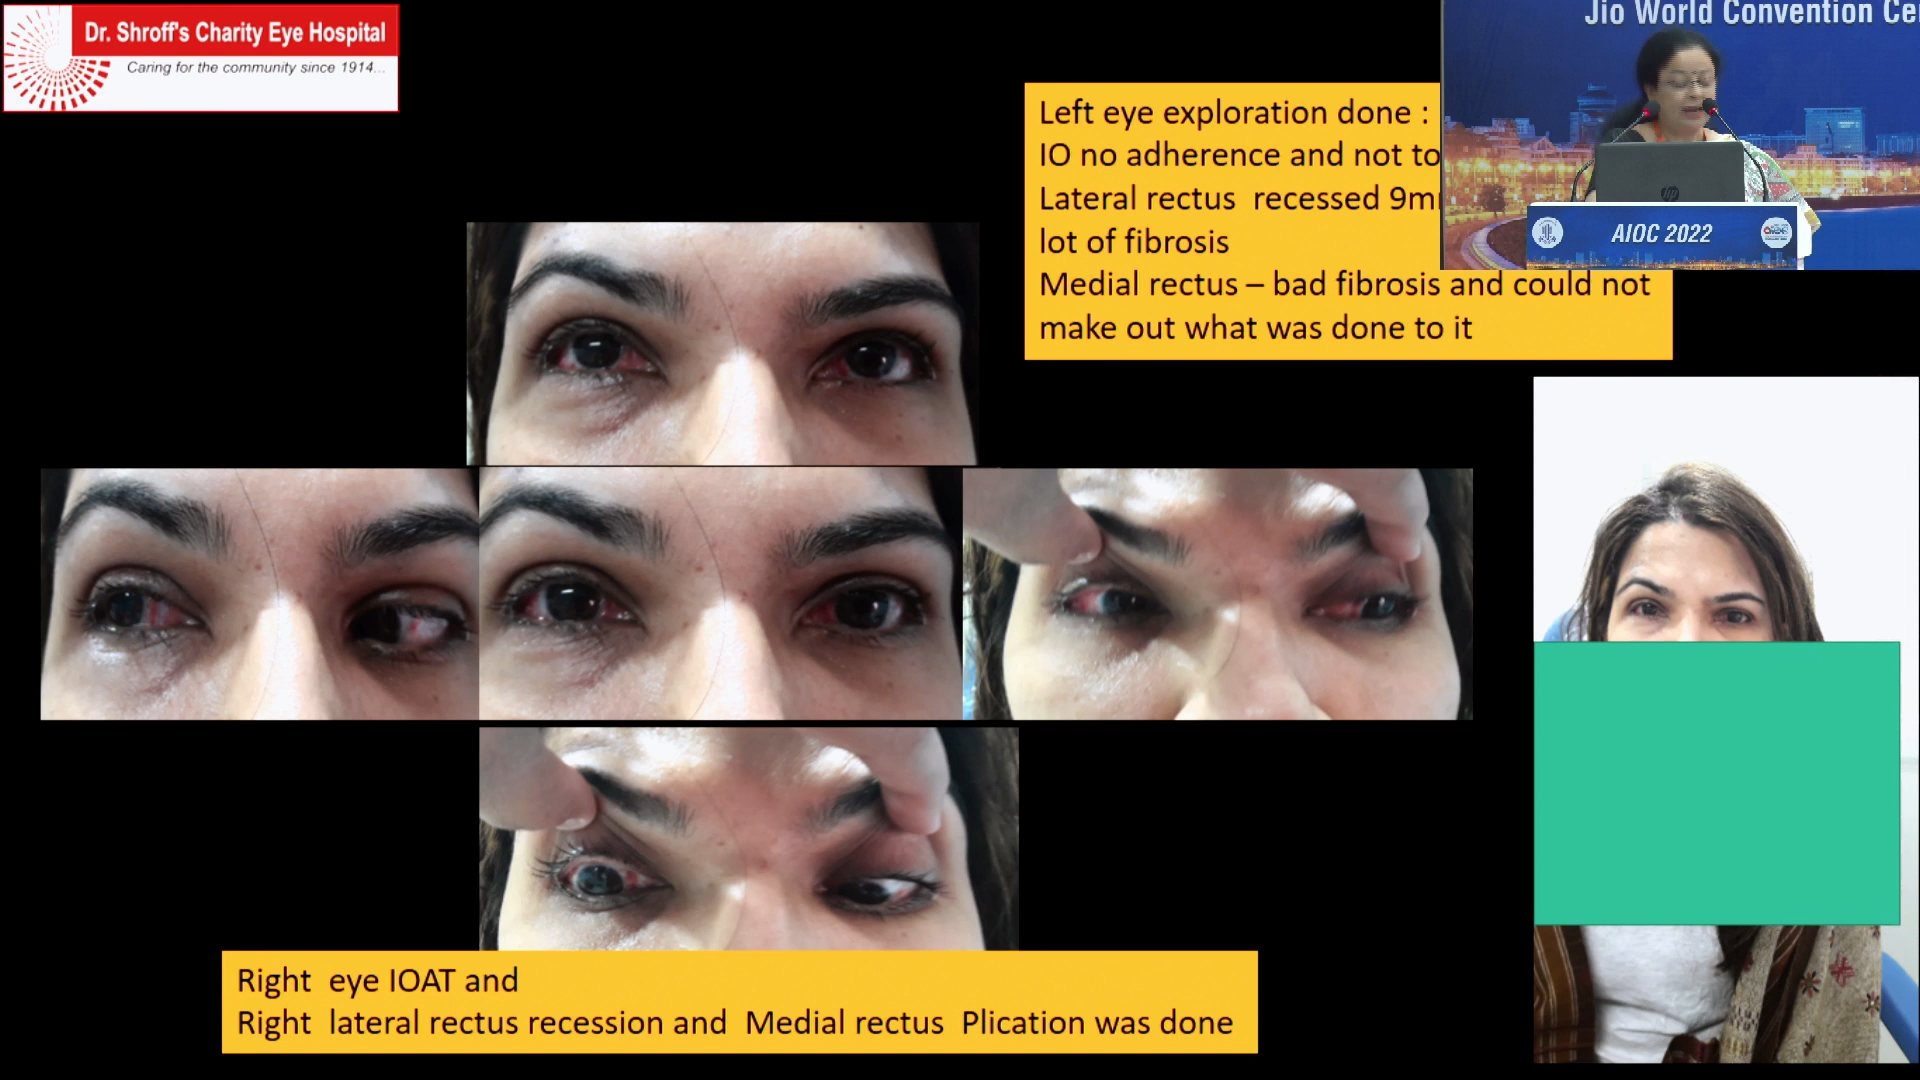 Dr. Shroff's Charity Eye Hospital
Caring for the community since 1914...
Jio World Convention
Left eye exploration done :
IO no adherence and not
Lateral rectus recessed
lot of fibrosis
Medial rectus – bad fibrosis and could not
make out what was done to it
AIOC 2022
Right eye IOAT and
Right lateral rectus recession and Medial rectus Plication was done